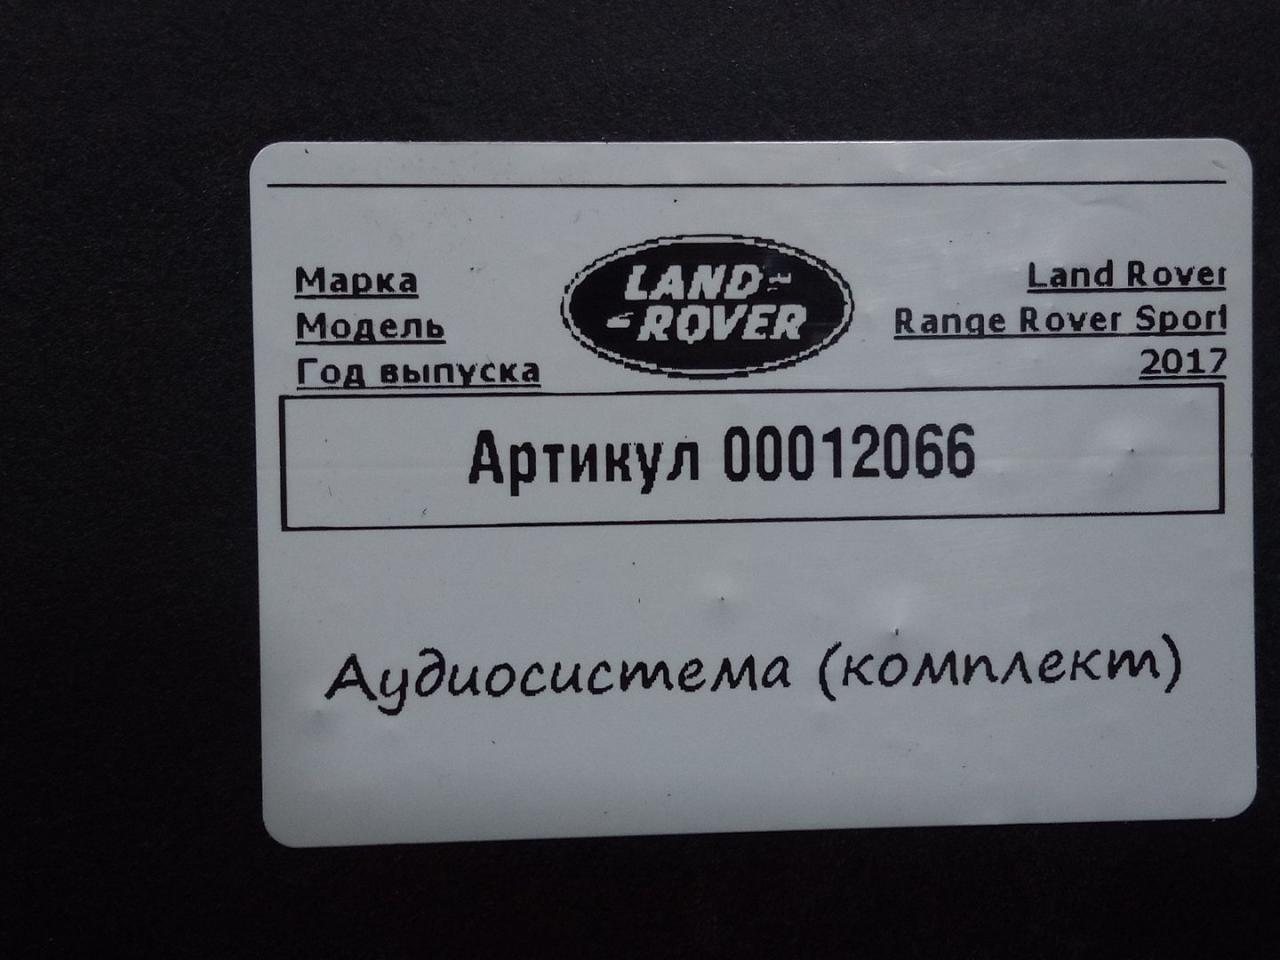 Марка
Модель
Год выпуска
LAND
ROVER
Land Rover
Range Rover Sport
2017
Артикул 00012066
Аудиосистема (комплект)